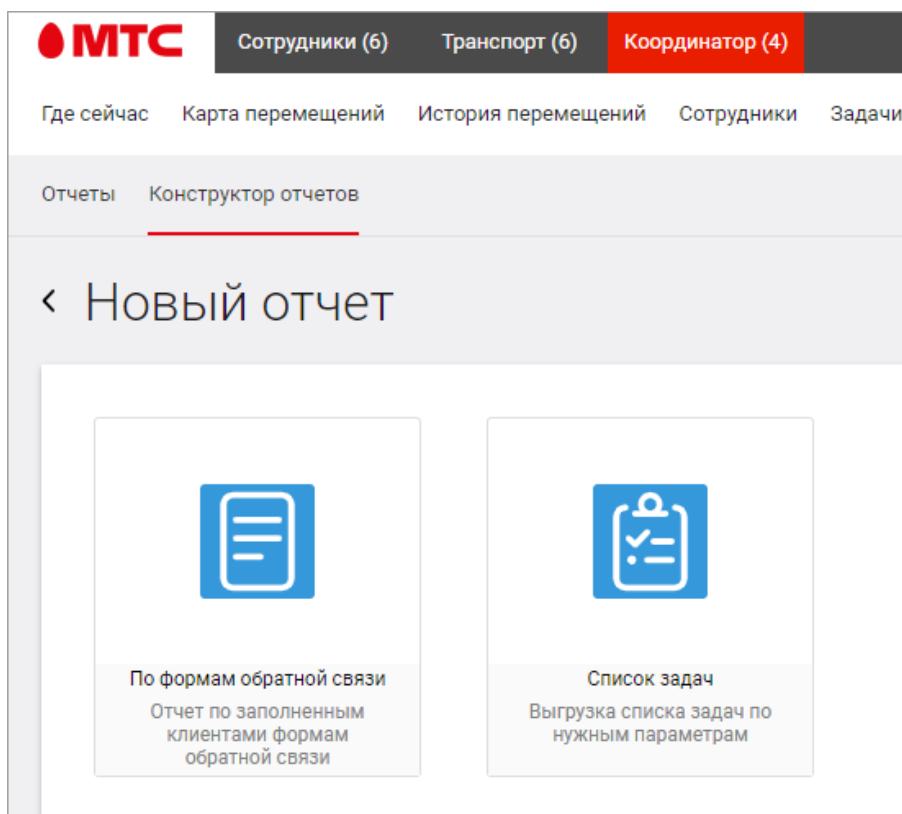 МТС Сотрудники (6) Транспорт (6) Координатор (4)
Где сейчас Карта перемещений История перемещений Сотрудники Задачи
Отчеты Конструктор отчетов
Новый отчет
По формам обратной связи
Отчет по заполненным
клиентами формам
обратной связи
Список задач
Выгрузка списка задач по
нужным параметрам